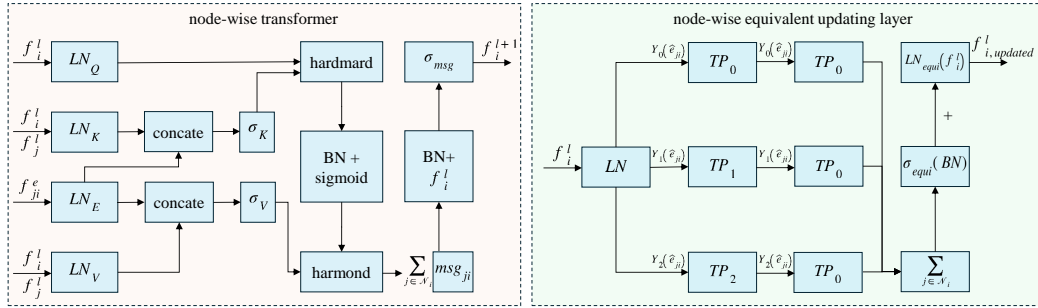 node-wise transformer
f_i^l
LN_Q
hardmard
σ_msg
f_i^{l+1}
f_i^l
f_j^l
LN_K
concate
σ_K
BN +
sigmoid
BN+
f_i^l
f_ji^e
LN_E
concate
σ_V
f_i^l
f_j^l
LN_V
harmond
∑
j∈𝒩_i
msg_ji
node-wise equivalent updating layer
Y_0(ê_ji)
TP_0
Y_0(ê_ji)
TP_0
LN_equi(f_i^l)
f_{i,updated}^l
+
f_i^l
LN
Y_1(ê_ji)
TP_1
Y_1(ê_ji)
TP_0
σ_equi(BN)
Y_2(ê_ji)
TP_2
Y_2(ê_ji)
TP_0
∑
j∈𝒩_i